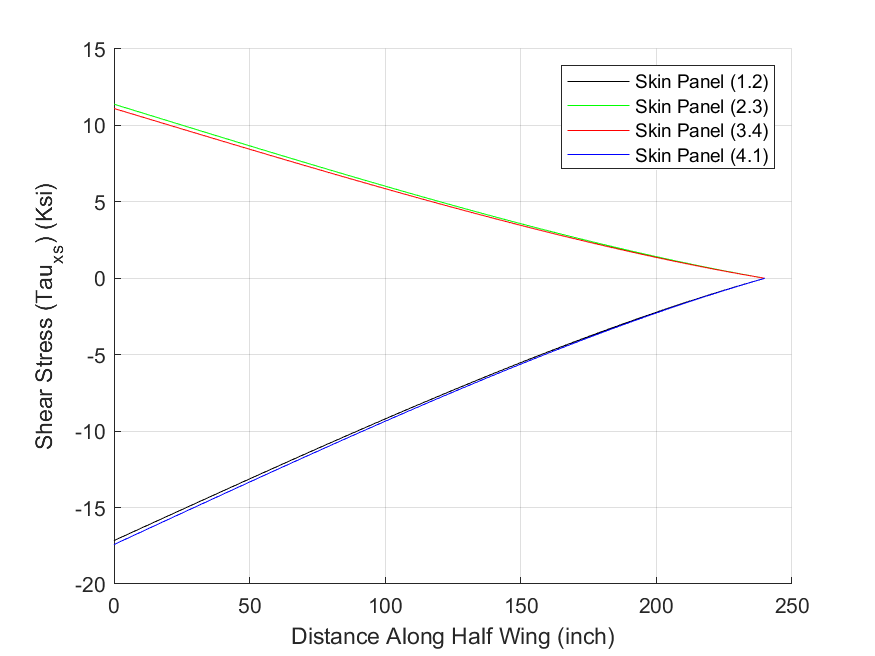 15
10
5
0
-5
-10
-15
-20
0
50
100
150
200
250
Shear Stress (Tau_xs) (Ksi)
Distance Along Half Wing (inch)
Skin Panel (1.2)
Skin Panel (2.3)
Skin Panel (3.4)
Skin Panel (4.1)